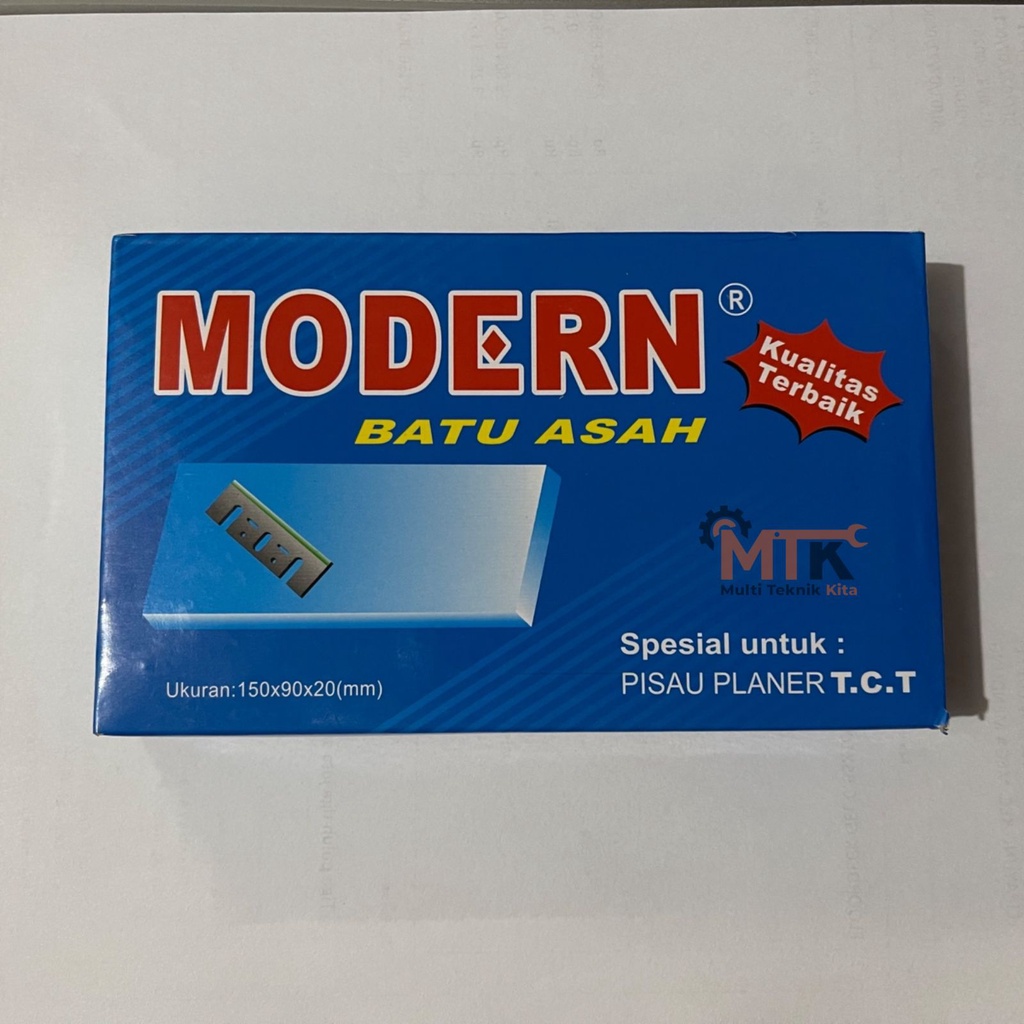 MODERN®
Kualitas
Terbaik
BATU ASAH
MTK
Multi Teknik Kita
Spesial untuk :
PISAU PLANER T.C.T
Ukuran:150x90x20(mm)